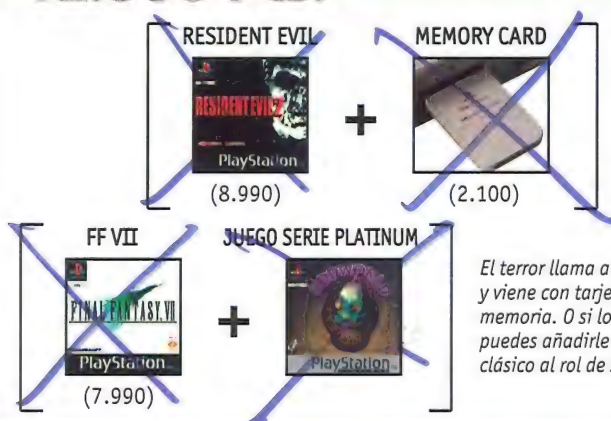 RESIDENT EVIL
MEMORY CARD
RESIDENT EVIL 2
PlayStation
+
(8.990)
(2.100)
FF VII
JUEGO SERIE PLATINUM
FINAL FANTASY VII
PlayStation
+
PlayStation
(7.990)
El terror llama a
y viene con tarje
memoria. O si lo
puedes añadirle
clásico al rol de